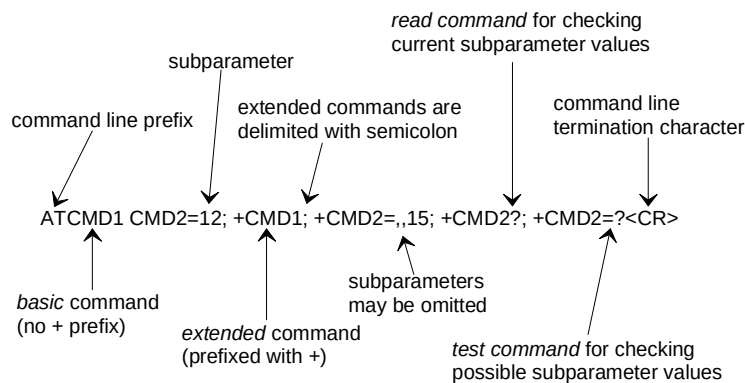 read command for checking
current subparameter values
subparameter
extended commands are
delimited with semicolon
command line
termination character
command line prefix
ATCMD1 CMD2=12; +CMD1; +CMD2=,,15; +CMD2?; +CMD2=?<CR>
basic command
(no + prefix)
subparameters
may be omitted
extended command
(prefixed with +)
test command for checking
possible subparameter values